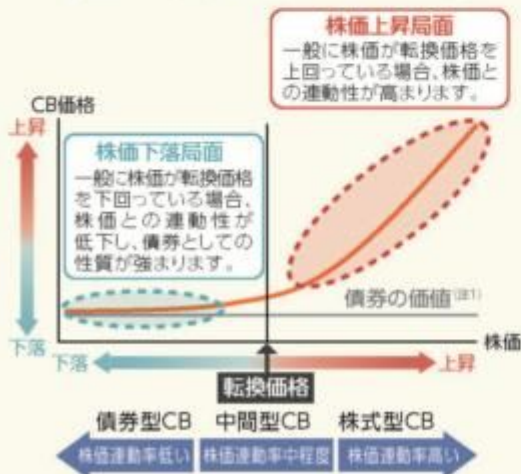 株価上昇局面
一般に株価が転換価格を
上回っている場合、株価と
の連動性が高まります。
CB価格
上昇
株価下落局面
一般に株価が転換価格
を下回っている場合、
株価との連動性が
低下し、債券としての
性質が強まります。
債券の価値(注1)
株価
下落
下落
上昇
転換価格
債券型CB 中間型CB 株式型CB
株価連動率低い 株価連動率中程度 株価連動率高い